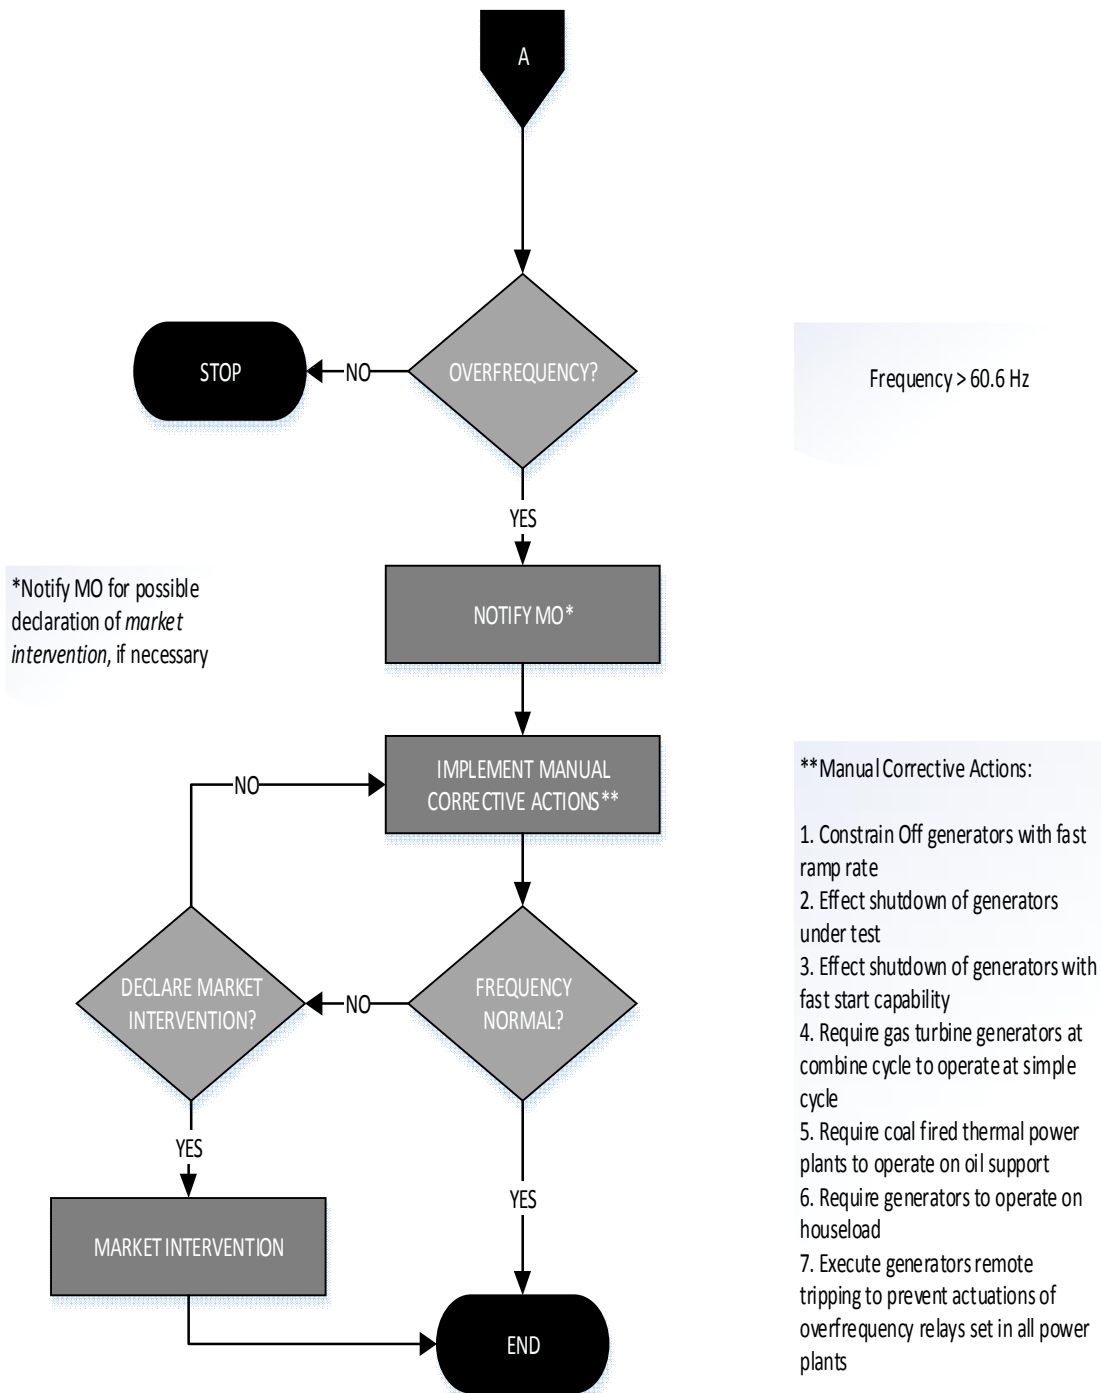 A
OVERFREQUENCY?
NO
STOP
Frequency > 60.6 Hz
YES
*Notify MO for possible
declaration of market
intervention, if necessary
NOTIFY MO*
IMPLEMENT MANUAL
CORRECTIVE ACTIONS**
NO
**Manual Corrective Actions:
1. Constrain Off generators with fast
ramp rate
2. Effect shutdown of generators
under test
3. Effect shutdown of generators with
fast start capability
4. Require gas turbine generators at
combine cycle to operate at simple
cycle
5. Require coal fired thermal power
plants to operate on oil support
6. Require generators to operate on
houseload
7. Execute generators remote
tripping to prevent actuations of
overfrequency relays set in all power
plants
DECLARE MARKET
INTERVENTION?
NO
FREQUENCY
NORMAL?
YES
YES
MARKET INTERVENTION
END